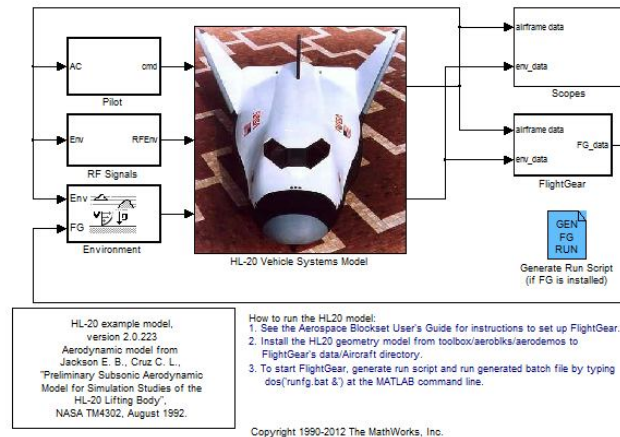 airframe data
env_data
Scopes
AC
cmd
Pilot
Env
RFEnv
RF Signals
airframe data
env_data
FG_data
FlightGear
Env
FG
Environment
HL-20 Vehicle Systems Model
GEN
FG
RUN
Generate Run Script
(if FG is installed)
HL-20 example model,
version 2.0.223
Aerodynamic model from
Jackson E. B., Cruz C. L.,
"Preliminary Subsonic Aerodynamic
Model for Simulation Studies of the
HL-20 Lifting Body",
NASA TM4302, August 1992.
How to run the HL20 model:
1. See the Aerospace Blockset User's Guide for instructions to set up FlightGear.
2. Install the HL20 geometry model from toolbox/aeroblks/aerodemos to
FlightGear's data/Aircraft directory.
3. To start FlightGear, generate run script and run generated batch file by typing
dos('runfg.bat &') at the MATLAB command line.
Copyright 1990-2012 The MathWorks, Inc.